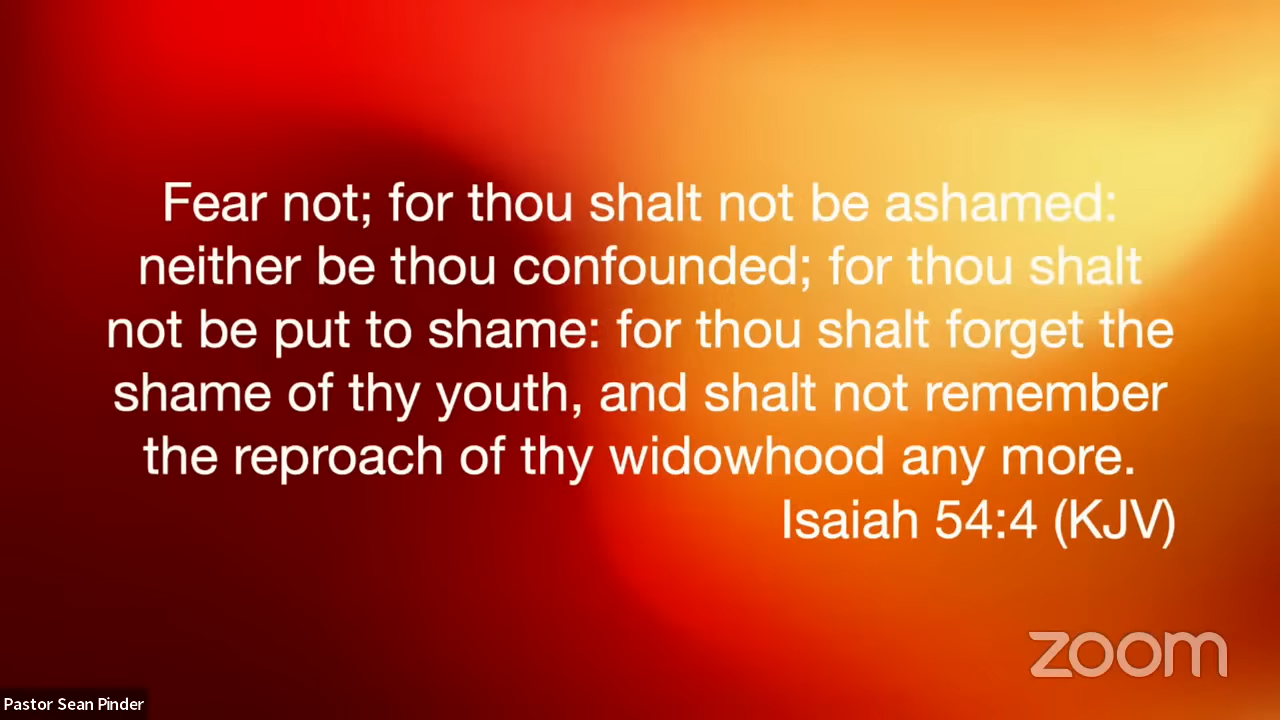 Fear not; for thou shalt not be ashamed:
neither be thou confounded; for thou shalt
not be put to shame: for thou shalt forget the
shame of thy youth, and shalt not remember
the reproach of thy widowhood any more.
Isaiah 54:4 (KJV)
zoom
Pastor Sean Pinder